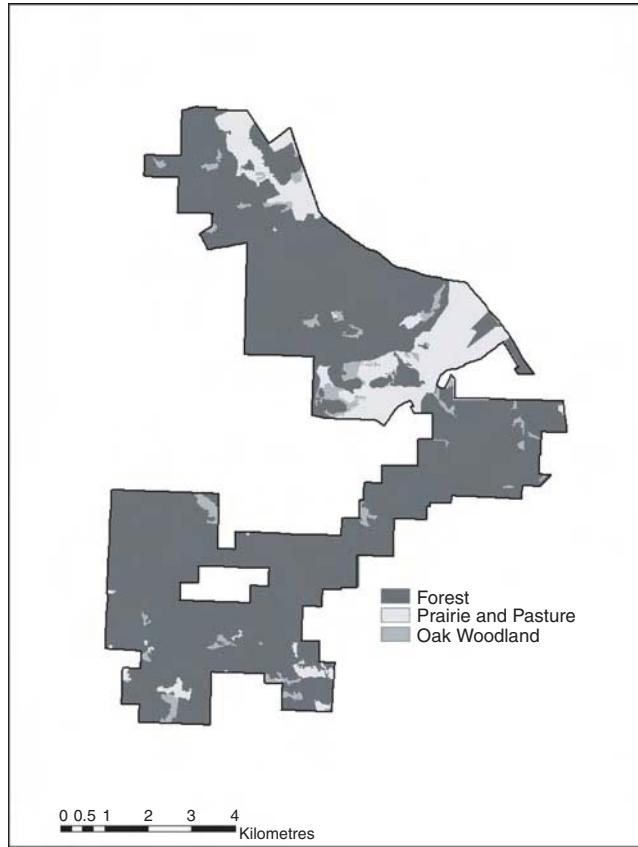 Forest
Prairie and Pasture
Oak Woodland
0 0.5 1 2 3 4
Kilometres